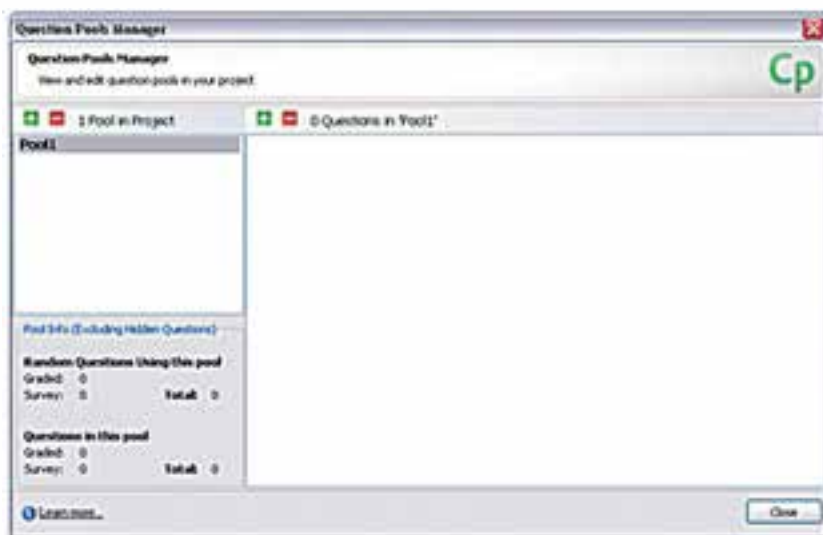 Question Pools Manager
Question Pools Manager
View and edit question pools in your project
Cp
1 Pool in Project
0 Questions in 'Pool1'
Pool1
Pool Info (Excluding Hidden Questions)
Random Questions Using this pool
Graded: 0
Survey: 0 Total: 0
Questions in this pool
Graded: 0
Survey: 0 Total: 0
Learn more...
Close